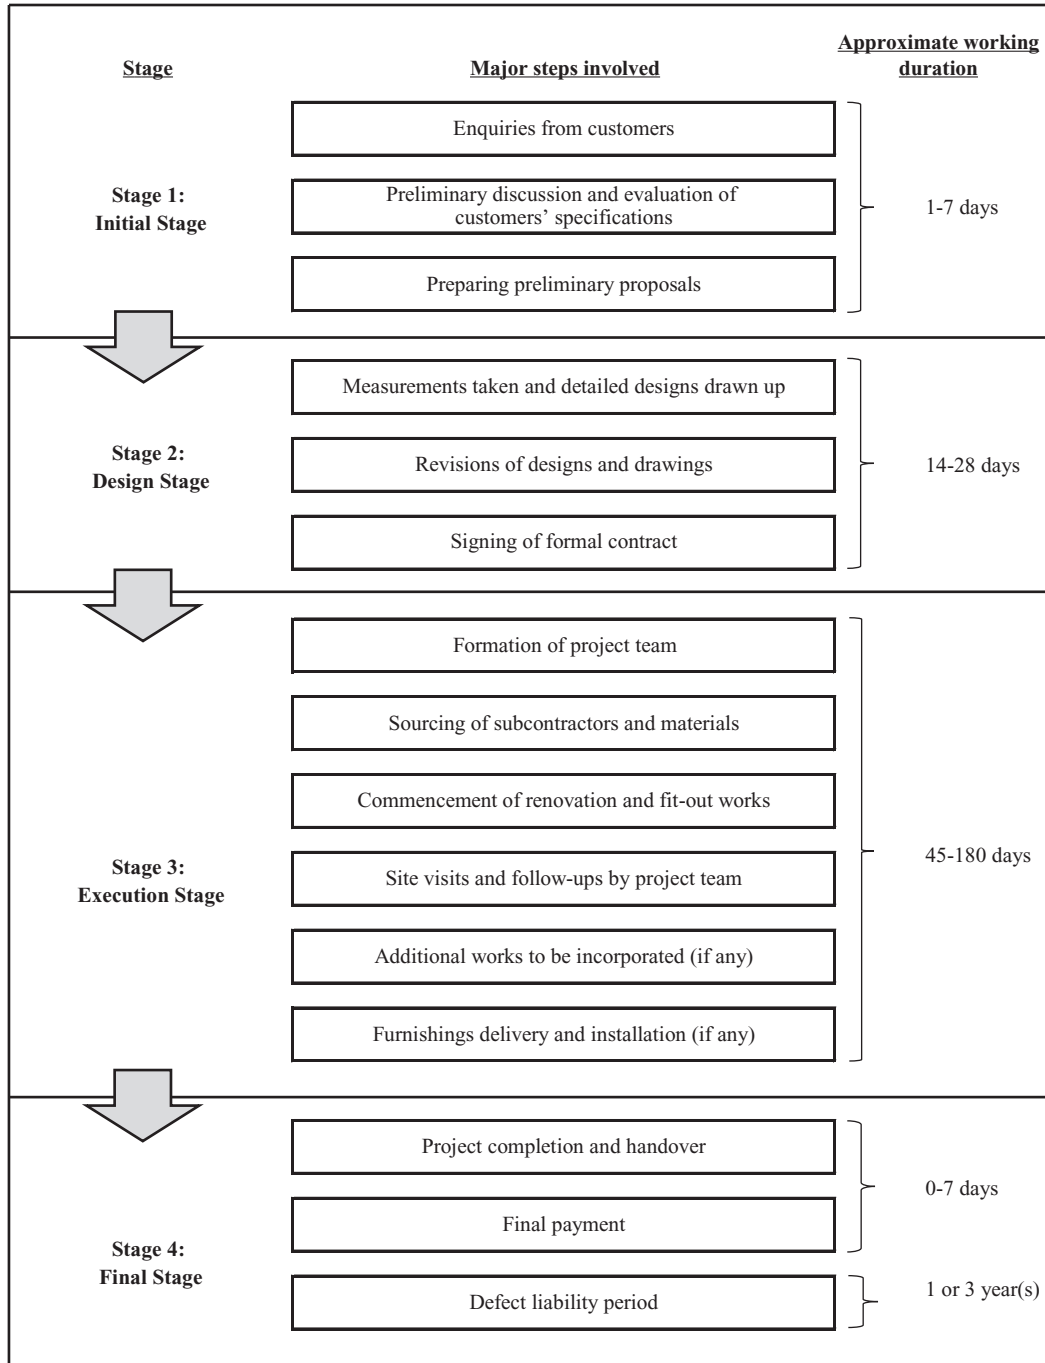 Stage
Major steps involved
Approximate working
duration
Enquiries from customers
Stage 1:
Initial Stage
Preliminary discussion and evaluation of
customers’ specifications
1-7 days
Preparing preliminary proposals
Measurements taken and detailed designs drawn up
Stage 2:
Design Stage
Revisions of designs and drawings
14-28 days
Signing of formal contract
Formation of project team
Sourcing of subcontractors and materials
Commencement of renovation and fit-out works
Stage 3:
Execution Stage
Site visits and follow-ups by project team
45-180 days
Additional works to be incorporated (if any)
Furnishings delivery and installation (if any)
Project completion and handover
0-7 days
Final payment
Stage 4:
Final Stage
Defect liability period
1 or 3 year(s)